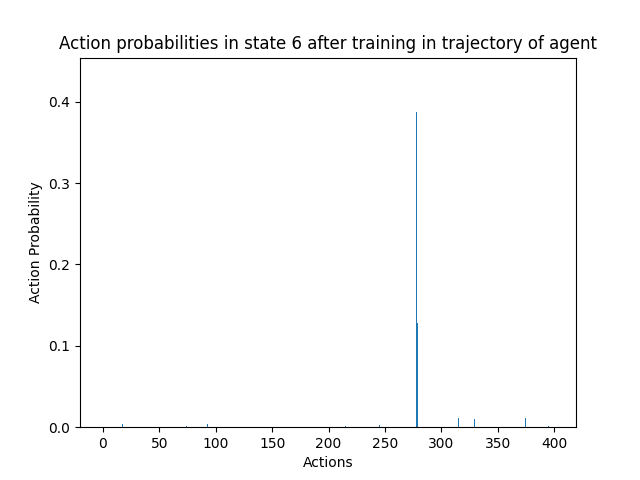 Action probabilities in state 6 after training in trajectory of agent
0.4
0.3
0.2
0.1
0.0
Action Probability
0 50 100 150 200 250 300 350 400
Actions